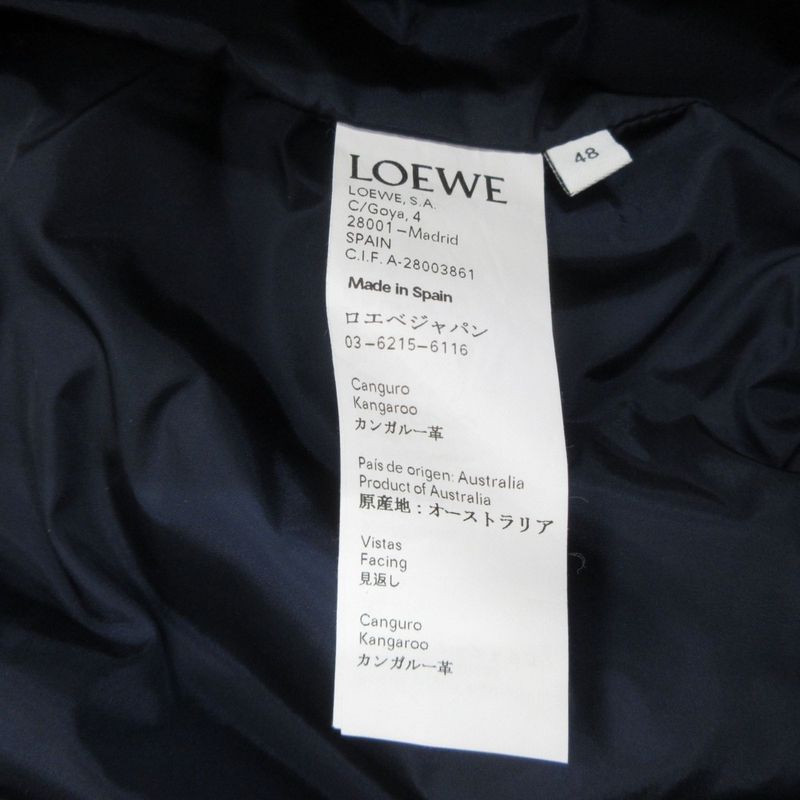 LOEWE
48
LOEWE, S.A.
C/Goya, 4
28001–Madrid
SPAIN
C.I.F. A-28003861
Made in Spain
ロエベジャパン
03–6215–6116
Canguro
Kangaroo
カンガルー革
País de origen: Australia
Product of Australia
原産地：オーストラリア
Vistas
Facing
見返し
Canguro
Kangaroo
カンガルー革